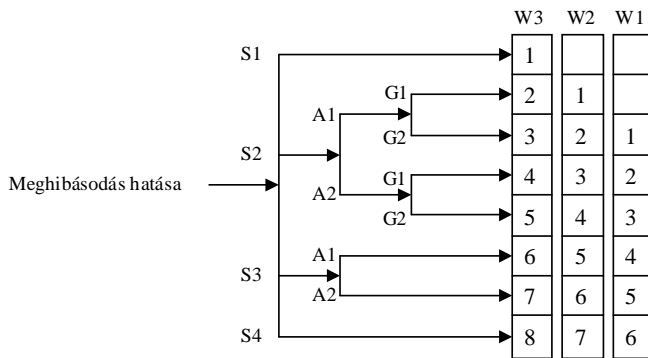 W3 W2 W1
S1 1
G1 2 1
A1
G2 3 2 1
S2
G1 4 3 2
Meghibásodás hatása
A2
G2 5 4 3
A1 6 5 4
S3
A2 7 6 5
S4 8 7 6